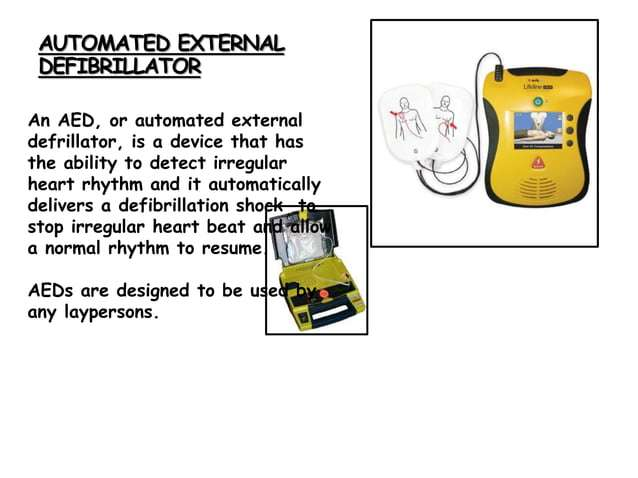 AUTOMATED EXTERNAL
DEFIBRILLATOR
An AED, or automated external
defrillator, is a device that has
the ability to detect irregular
heart rhythm and it automatically
delivers a defibrillation shock to
stop irregular heart beat and allow
a normal rhythm to resume.
AEDs are designed to be used by
any laypersons.
Lifeline